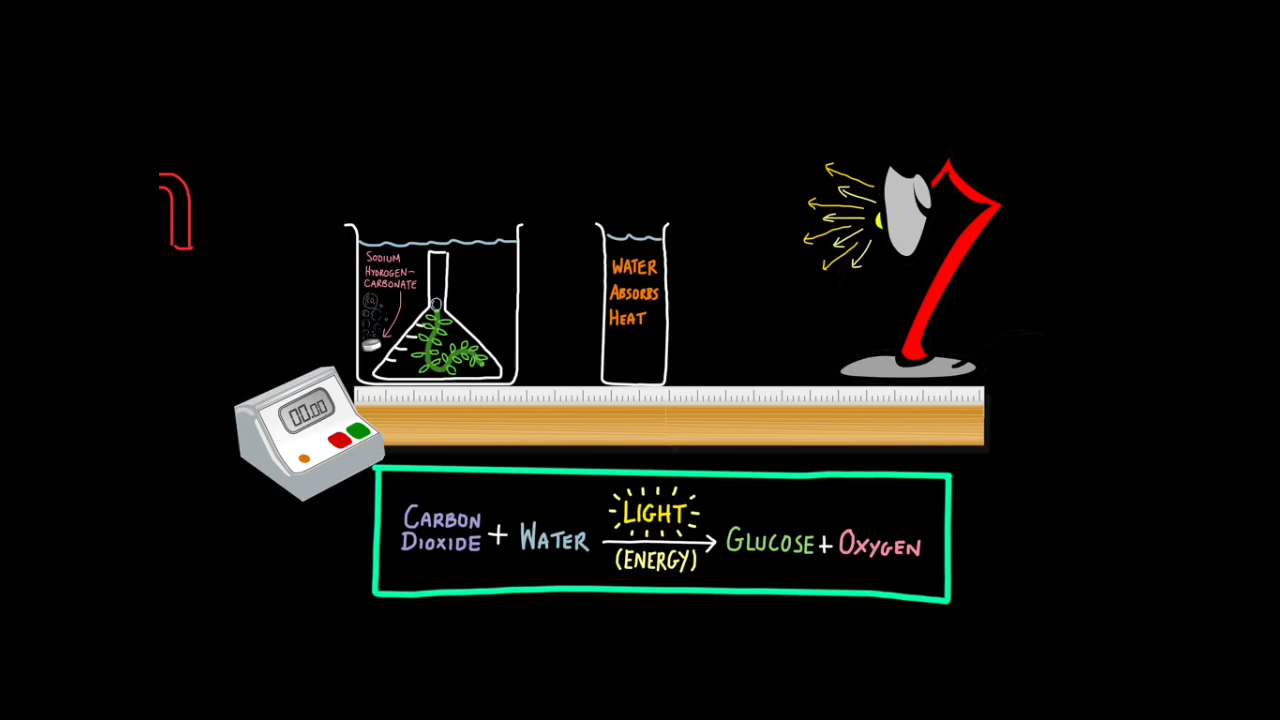 SODIUM
HYDROGEN-
CARBONATE
WATER
ABSORBS
HEAT
00.00
CARBON
DIOXIDE + WATER LIGHT (ENERGY) GLUCOSE + OXYGEN